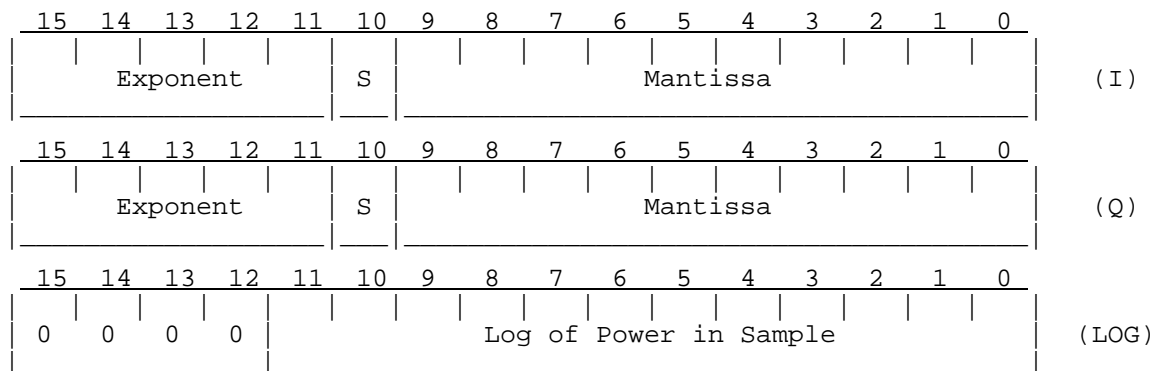 15 14 13 12 11 10 9 8 7 6 5 4 3 2 1 0
Exponent S Mantissa (I)
15 14 13 12 11 10 9 8 7 6 5 4 3 2 1 0
Exponent S Mantissa (Q)
15 14 13 12 11 10 9 8 7 6 5 4 3 2 1 0
0 0 0 0 Log of Power in Sample (LOG)